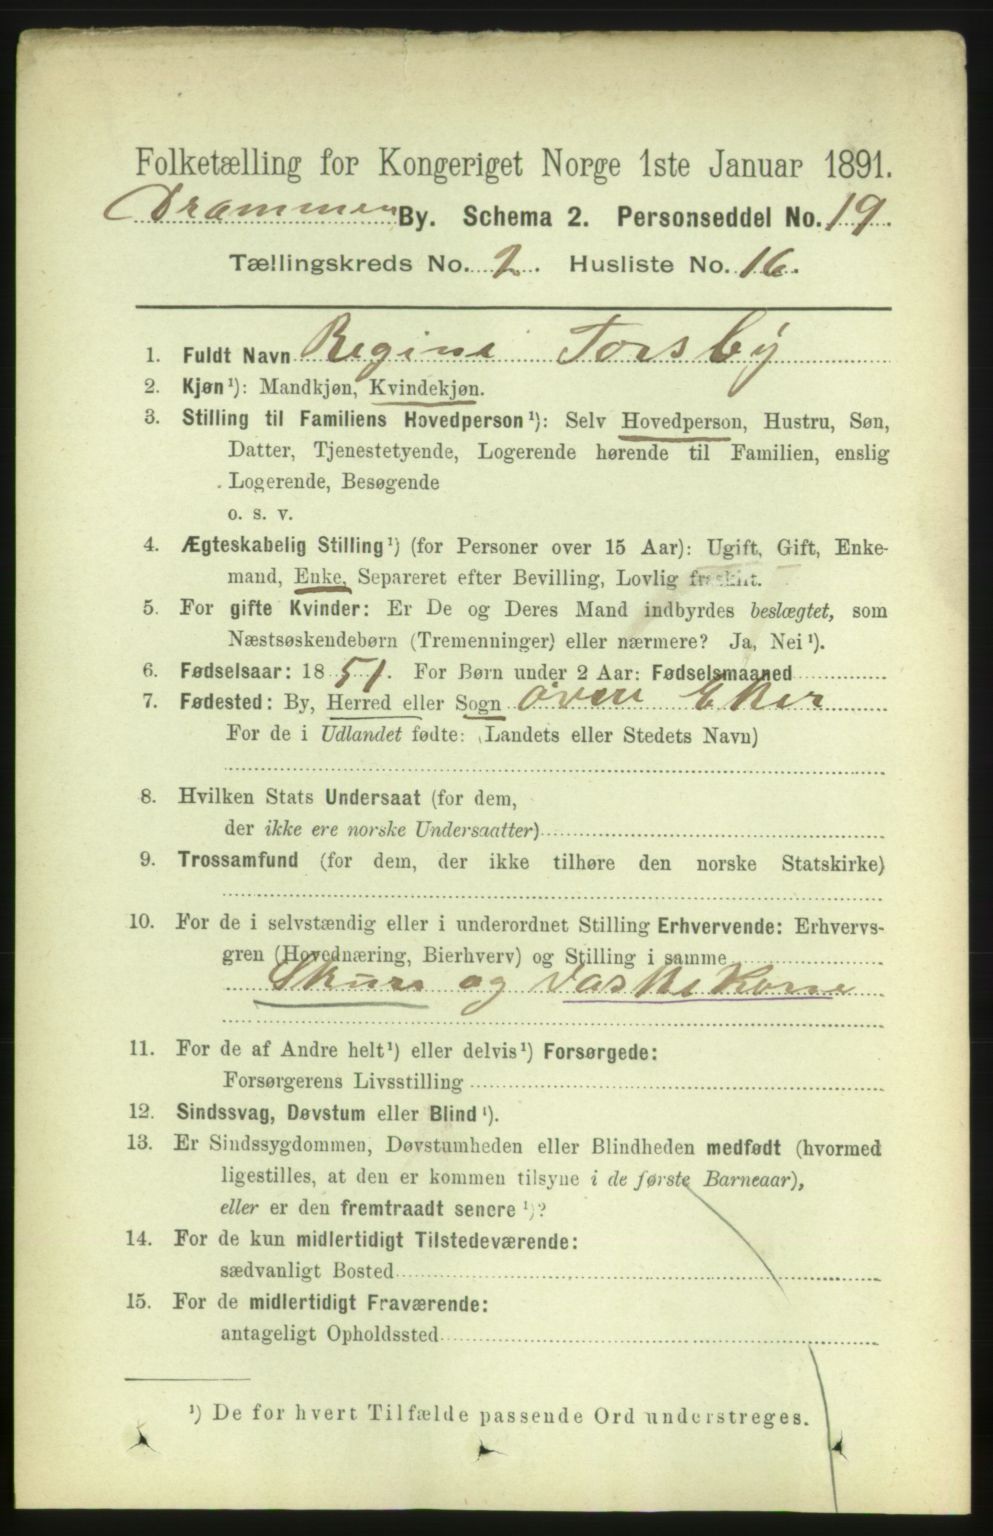 Folketælling for Kongeriget Norge 1ste Januar 1891.
Drammen By. Schema 2. Personseddel No. 19.
Tællingskreds No. 2. Husliste No. 16.
1. Fuldt Navn Regine Forsby
2. Kjøn¹): Mandkjøn, Kvindekjøn.
3. Stilling til Familiens Hovedperson¹): Selv Hovedperson, Hustru, Søn,
Datter, Tjenestetyende, Logerende hørende til Familien, enslig
Logerende, Besøgende
o. s. v.
4. Ægteskabelig Stilling¹) (for Personer over 15 Aar): Ugift, Gift, Enke-
mand, Enke, Separeret efter Bevilling, Lovlig fraskilt.
5. For gifte Kvinder: Er De og Deres Mand indbyrdes beslægtet, som
Næstsøskendebørn (Tremenninger) eller nærmere? Ja, Nei¹).
6. Fødselsaar: 1851. For Børn under 2 Aar: Fødselsmaaned
7. Fødested: By, Herred eller Sogn øvre Eker
For de i Udlandet fødte: (Landets eller Stedets Navn)
8. Hvilken Stats Undersaat (for dem,
der ikke ere norske Undersaatter)
9. Trossamfund (for dem, der ikke tilhøre den norske Statskirke)
10. For de i selvstændig eller i underordnet Stilling Erhvervende: Erhvervs-
gren (Hovednæring, Bierhverv) og Stilling i samme
Skure og Vaskekone
11. For de af Andre helt¹) eller delvis¹) Forsørgede:
Forsørgerens Livsstilling
12. Sindssvag, Døvstum eller Blind¹).
13. Er Sindssygdommen, Døvstumheden eller Blindheden medfødt (hvormed
ligestilles, at den er kommen tilsyne i de første Barneaar),
eller er den fremtraadt senere¹)?
14. For de kun midlertidigt Tilstedeværende:
sædvanligt Bosted
15. For de midlertidigt Fraværende:
antageligt Opholdssted
¹) De for hvert Tilfælde passende Ord understreges.